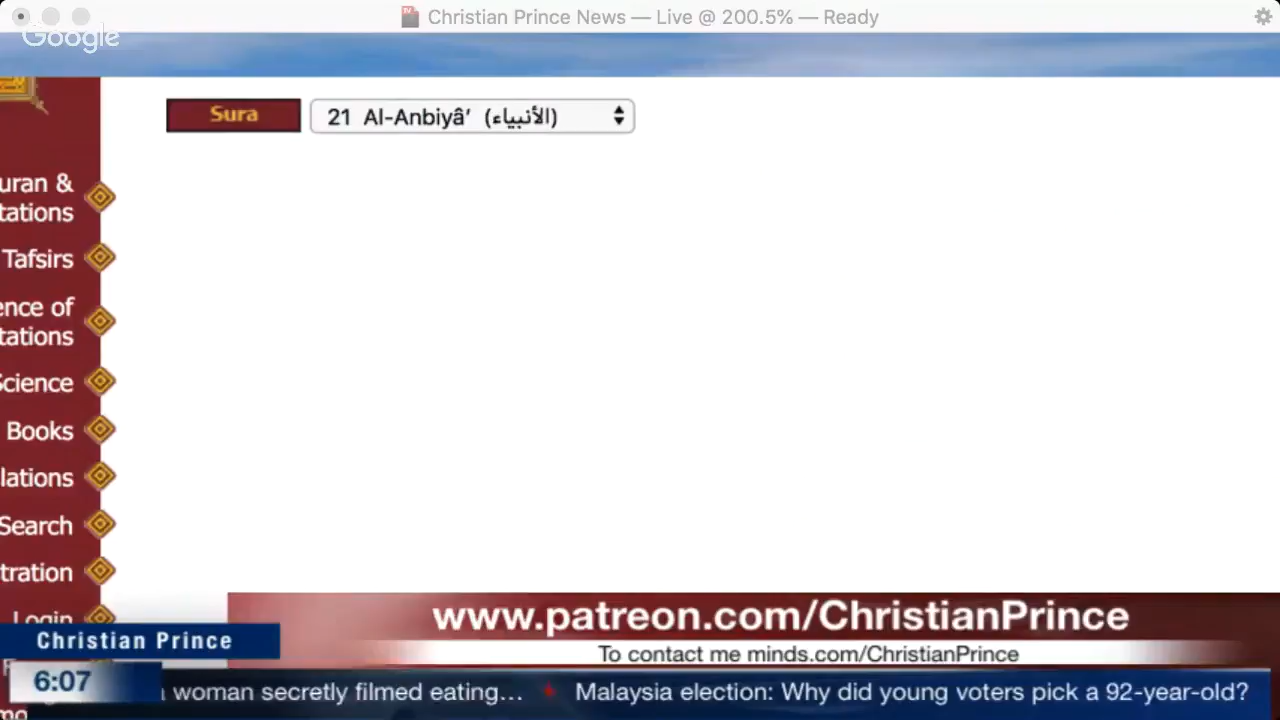 Christian Prince News — Live @ 200.5% — Ready
Google
Sura
21 Al-Anbiyâ’ (الأنبياء)
uran &
tations
Tafsirs
ence of
tations
Science
Books
lations
Search
tration
Login
www.patreon.com/ChristianPrince
Christian Prince
To contact me minds.com/ChristianPrince
6:07
woman secretly filmed eating... Malaysia election: Why did young voters pick a 92-year-old?
mo